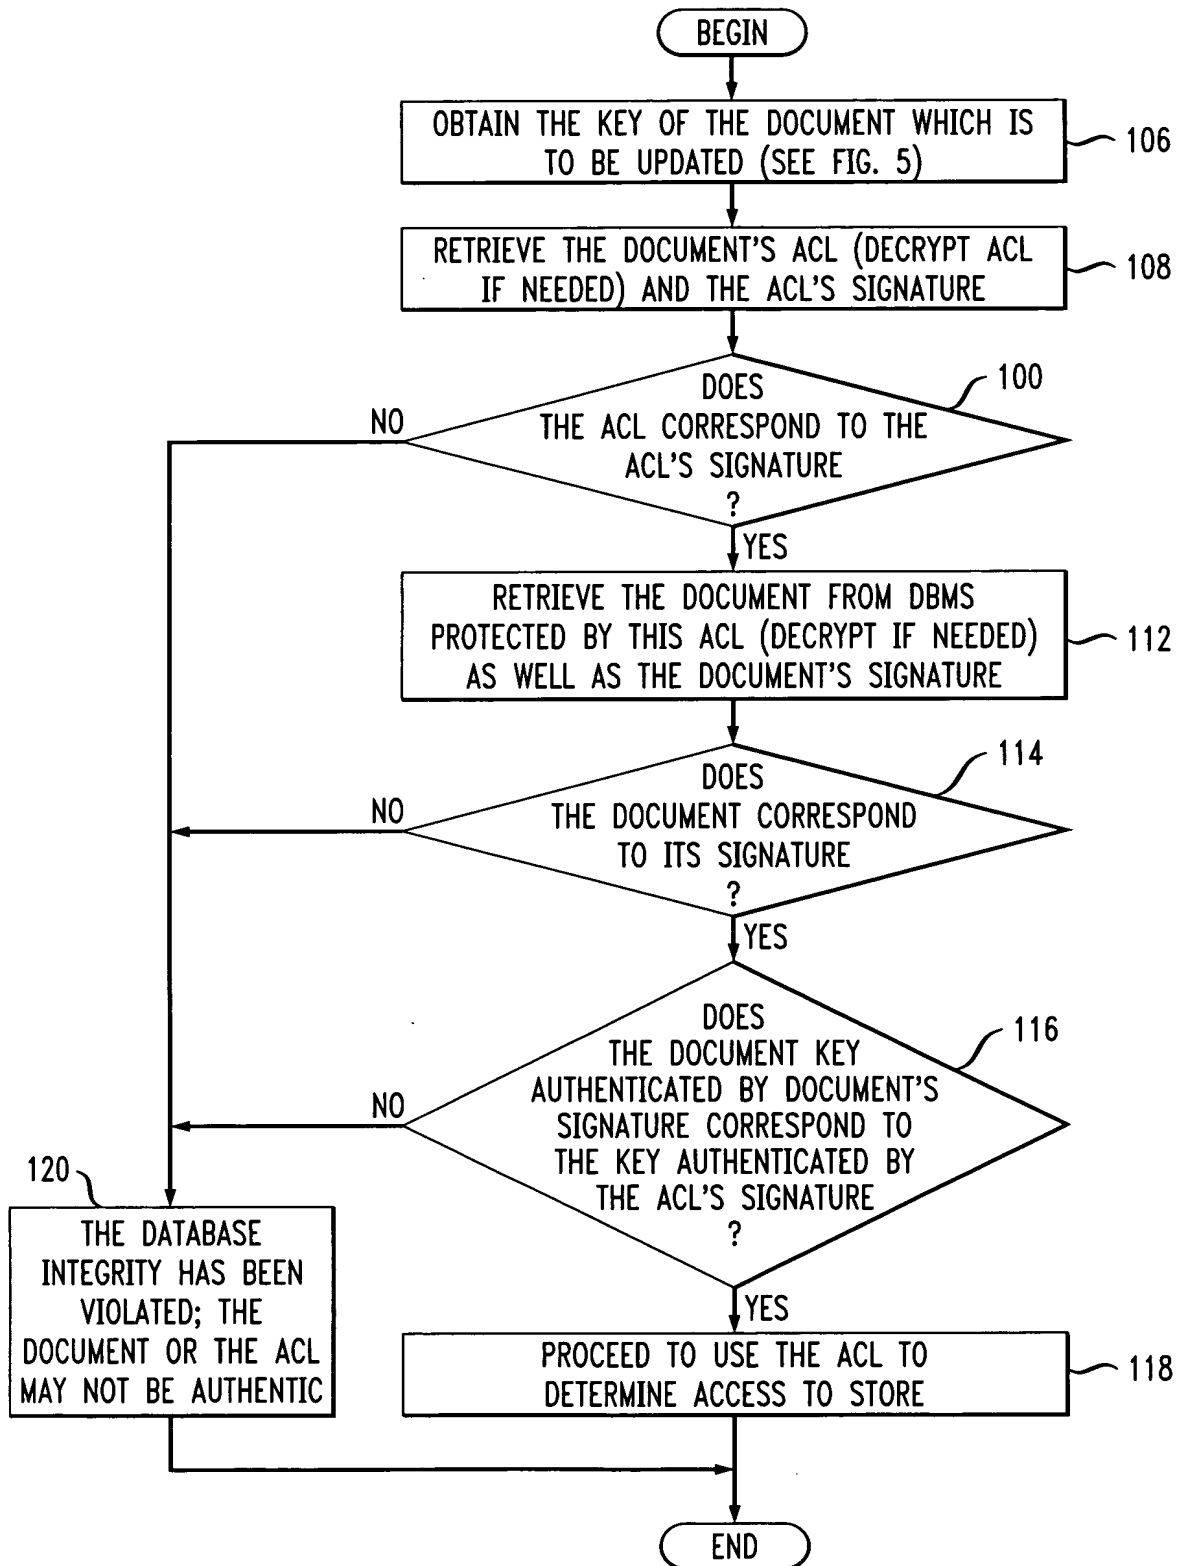 BEGIN
OBTAIN THE KEY OF THE DOCUMENT WHICH IS
TO BE UPDATED (SEE FIG. 5)
106
RETRIEVE THE DOCUMENT'S ACL (DECRYPT ACL
IF NEEDED) AND THE ACL'S SIGNATURE
108
DOES
THE ACL CORRESPOND TO THE
ACL'S SIGNATURE
?
100
NO
YES
RETRIEVE THE DOCUMENT FROM DBMS
PROTECTED BY THIS ACL (DECRYPT IF NEEDED)
AS WELL AS THE DOCUMENT'S SIGNATURE
112
DOES
THE DOCUMENT CORRESPOND
TO ITS SIGNATURE
?
114
NO
YES
DOES
THE DOCUMENT KEY
AUTHENTICATED BY DOCUMENT'S
SIGNATURE CORRESPOND TO
THE KEY AUTHENTICATED BY
THE ACL'S SIGNATURE
?
116
NO
YES
120
THE DATABASE
INTEGRITY HAS BEEN
VIOLATED; THE
DOCUMENT OR THE ACL
MAY NOT BE AUTHENTIC
PROCEED TO USE THE ACL TO
DETERMINE ACCESS TO STORE
118
END